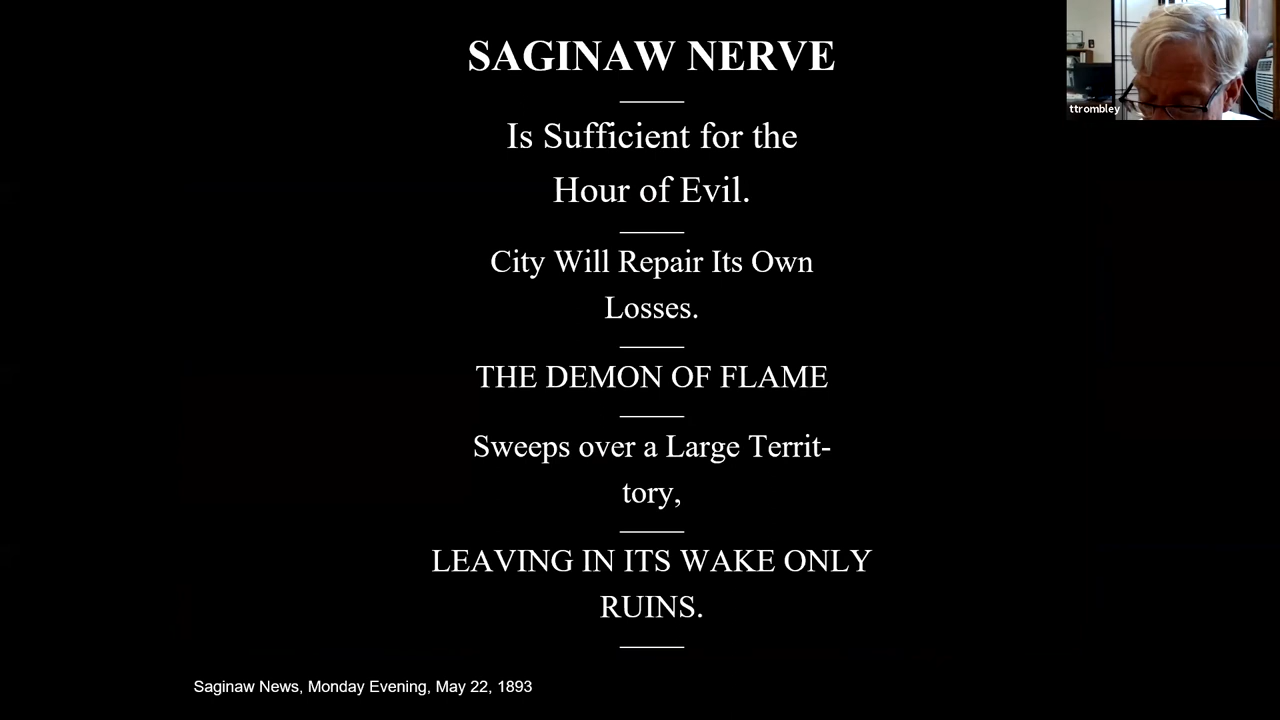 SAGINAW NERVE
Is Sufficient for the
Hour of Evil.
City Will Repair Its Own
Losses.
THE DEMON OF FLAME
Sweeps over a Large Territ-
tory,
LEAVING IN ITS WAKE ONLY
RUINS.
Saginaw News, Monday Evening, May 22, 1893
ttrombley